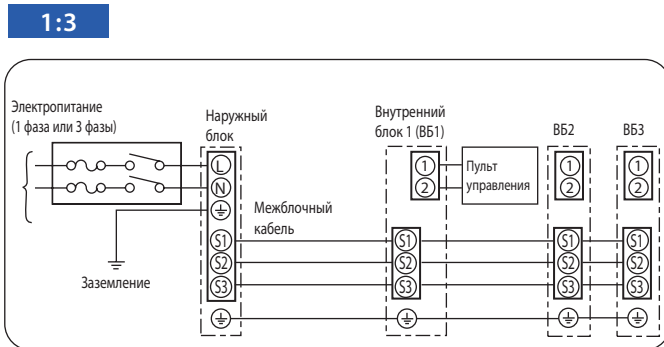 1:3
Электропитание
(1 фаза или 3 фазы)
Наружный
блок
Внутренний
блок 1 (ВБ1)
ВБ2
ВБ3
L
N
1
2
Пульт
управления
1
2
1
2
Межблочный
кабель
S1
S2
S3
S1
S2
S3
S1
S2
S3
S1
S2
S3
Заземление